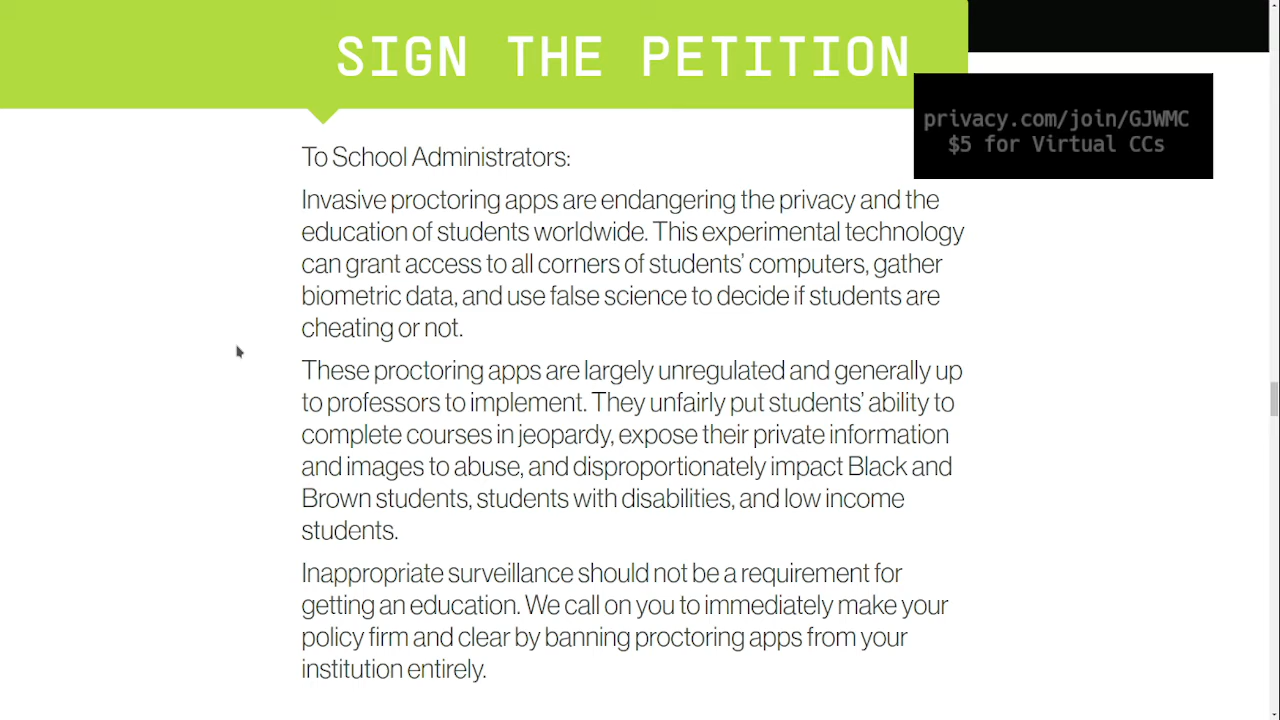 SIGN THE PETITION
privacy.com/join/GJWMC
$5 for Virtual CCs
To School Administrators:
Invasive proctoring apps are endangering the privacy and the
education of students worldwide. This experimental technology
can grant access to all corners of students’ computers, gather
biometric data, and use false science to decide if students are
cheating or not.
These proctoring apps are largely unregulated and generally up
to professors to implement. They unfairly put students’ ability to
complete courses in jeopardy, expose their private information
and images to abuse, and disproportionately impact Black and
Brown students, students with disabilities, and low income
students.
Inappropriate surveillance should not be a requirement for
getting an education. We call on you to immediately make your
policy firm and clear by banning proctoring apps from your
institution entirely.